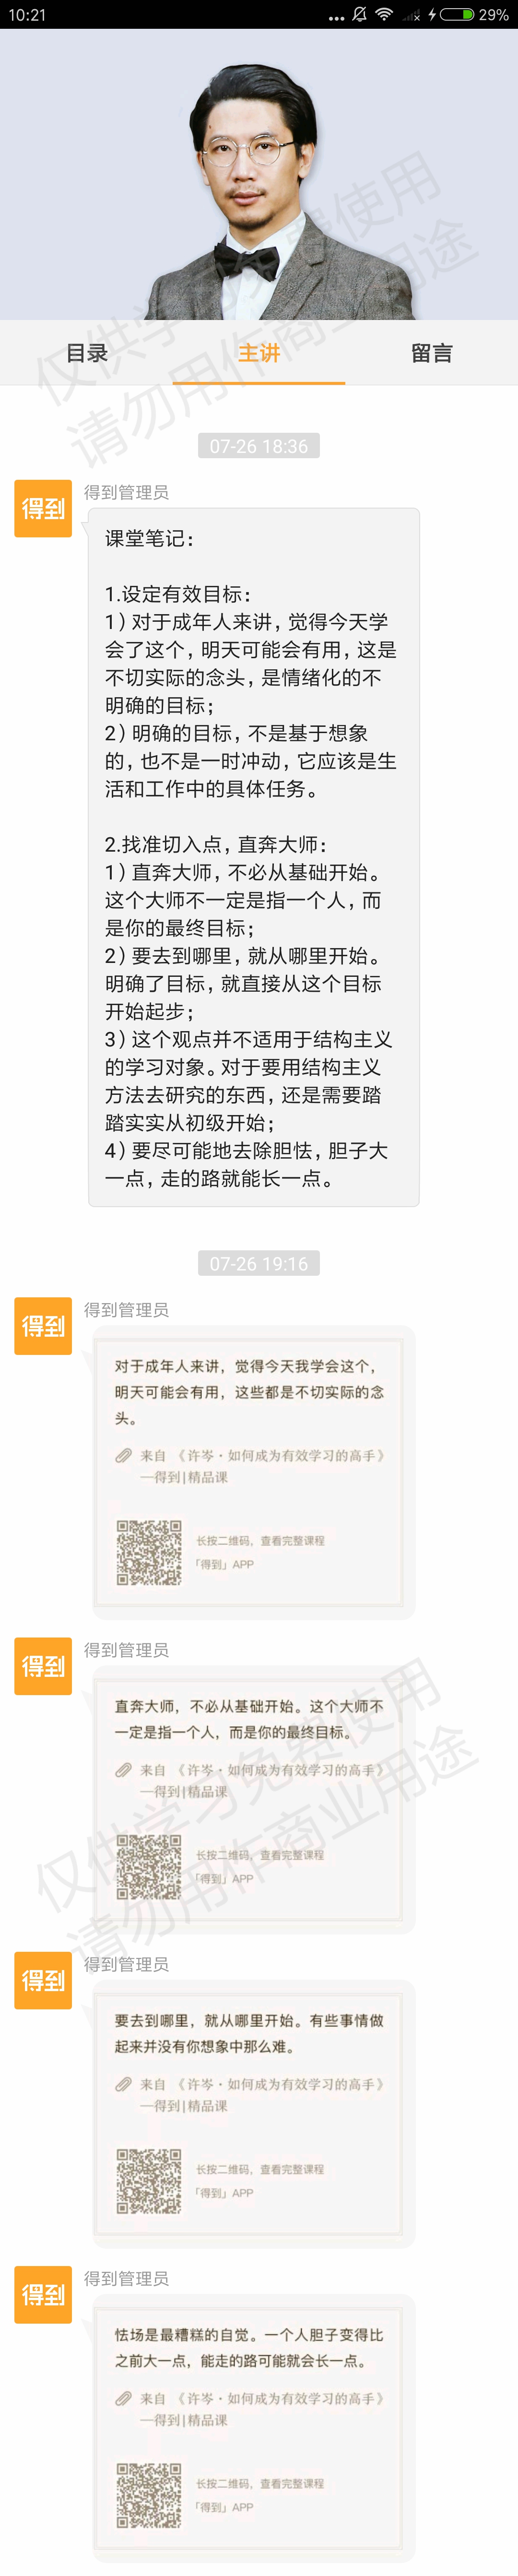 10:21
29%
目录 主讲 留言
07-26 18:36
得到
得到管理员
课堂笔记：
1.设定有效目标：
1）对于成年人来讲，觉得今天学
会了这个，明天可能会有用，这是
不切实际的念头，是情绪化的不
明确的目标；
2）明确的目标，不是基于想象
的，也不是一时冲动，它应该是生
活和工作中的具体任务。
2.找准切入点，直奔大师：
1）直奔大师，不必从基础开始。
这个大师不一定是指一个人，而
是你的最终目标；
2）要去到哪里，就从哪里开始。
明确了目标，就直接从这个目标
开始起步；
3）这个观点并不适用于结构主义
的学习对象。对于要用结构主义
方法去研究的东西，还是需要踏
踏实实从初级开始；
4）要尽可能地去除胆怯，胆子大
一点，走的路就能长一点。
07-26 19:16
得到
得到管理员
对于成年人来讲，觉得今天我学会这个，
明天可能会有用，这些都是不切实际的念
头。
来自 《许岑·如何成为有效学习的高手》
—得到|精品课
长按二维码，查看完整课程
「得到」APP
得到
得到管理员
直奔大师，不必从基础开始。这个大师不
一定是指一个人，而是你的最终目标。
来自 《许岑·如何成为有效学习的高手》
—得到|精品课
长按二维码，查看完整课程
「得到」APP
得到
得到管理员
要去到哪里，就从哪里开始。有些事情做
起来并没有你想象中那么难。
来自 《许岑·如何成为有效学习的高手》
—得到|精品课
长按二维码，查看完整课程
「得到」APP
得到
得到管理员
怯场是最糟糕的自觉。一个人胆子变得比
之前大一点，能走的路可能就会长一点。
来自 《许岑·如何成为有效学习的高手》
—得到|精品课
长按二维码，查看完整课程
「得到」APP
仅供学习免费使用
请勿用作商业用途
仅供学习免费使用
请勿用作商业用途